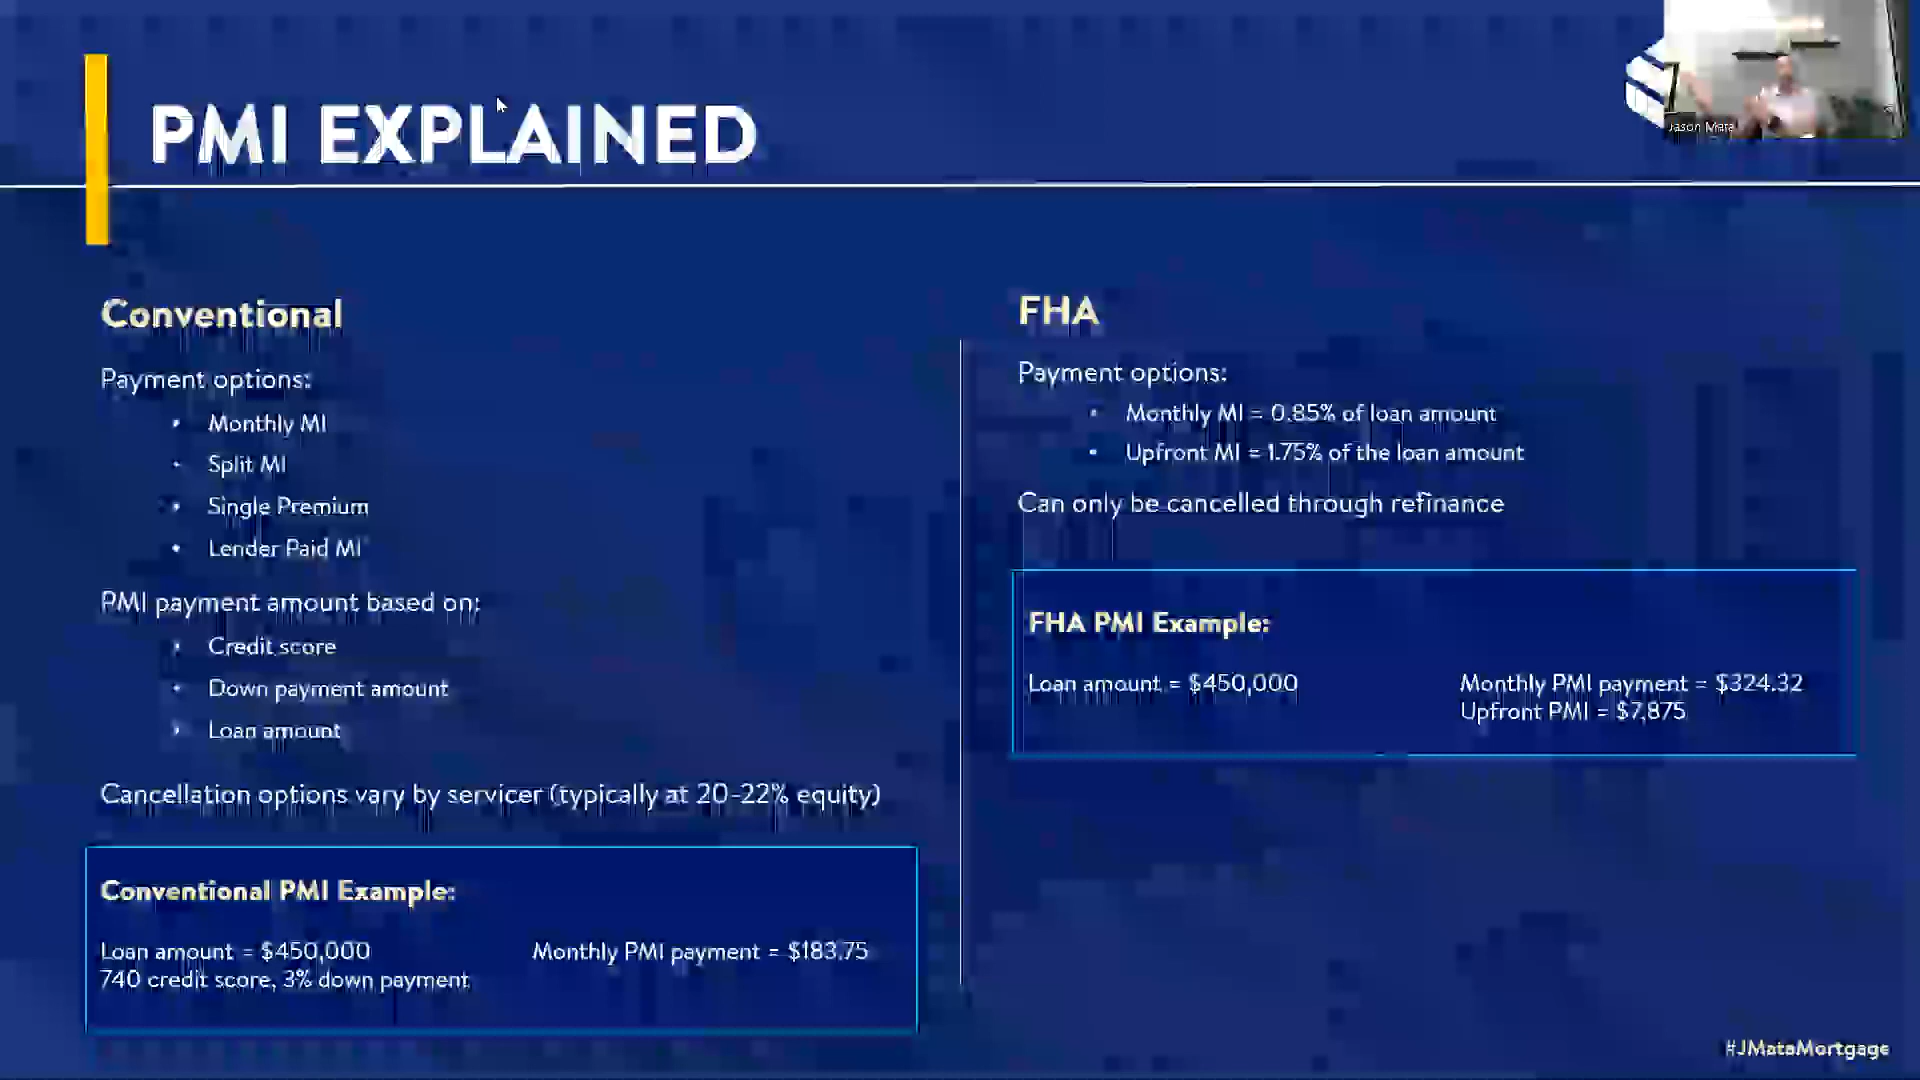 PMI EXPLAINED
Jason Mata
Conventional
Payment options:
• Monthly MI
• Split MI
• Single Premium
• Lender Paid MI
PMI payment amount based on:
• Credit score
• Down payment amount
• Loan amount
Cancellation options vary by servicer (typically at 20-22% equity)
Conventional PMI Example:
Loan amount = $450,000
740 credit score, 3% down payment
Monthly PMI payment = $183.75
FHA
Payment options:
• Monthly MI = 0.85% of loan amount
• Upfront MI = 1.75% of the loan amount
Can only be cancelled through refinance
FHA PMI Example:
Loan amount = $450,000
Monthly PMI payment = $324.32
Upfront PMI = $7,875
#JMataMortgage